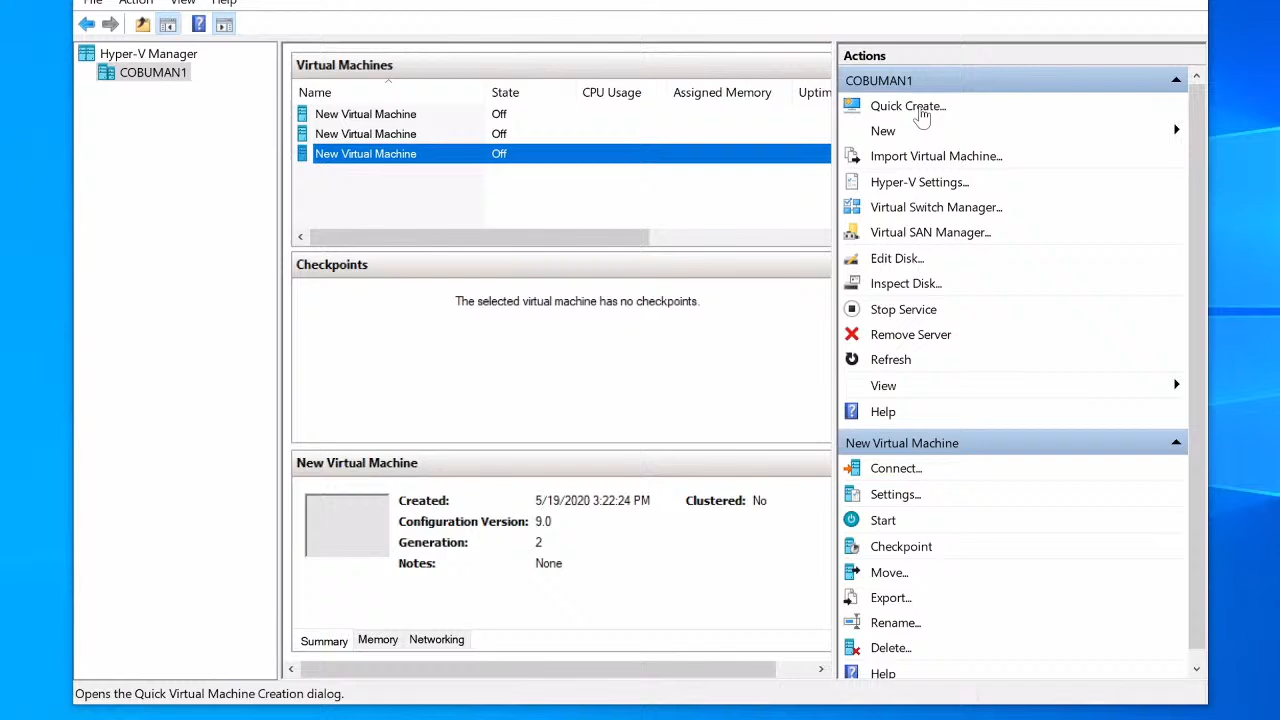 File Action View Help
Hyper-V Manager
COBUMAN1
Virtual Machines
Name State CPU Usage Assigned Memory Uptim
New Virtual Machine Off
New Virtual Machine Off
New Virtual Machine Off
Checkpoints
The selected virtual machine has no checkpoints.
New Virtual Machine
Created: 5/19/2020 3:22:24 PM Clustered: No
Configuration Version: 9.0
Generation: 2
Notes: None
Summary Memory Networking
Actions
COBUMAN1
Quick Create...
New
Import Virtual Machine...
Hyper-V Settings...
Virtual Switch Manager...
Virtual SAN Manager...
Edit Disk...
Inspect Disk...
Stop Service
Remove Server
Refresh
View
Help
New Virtual Machine
Connect...
Settings...
Start
Checkpoint
Move...
Export...
Rename...
Delete...
Help
Opens the Quick Virtual Machine Creation dialog.